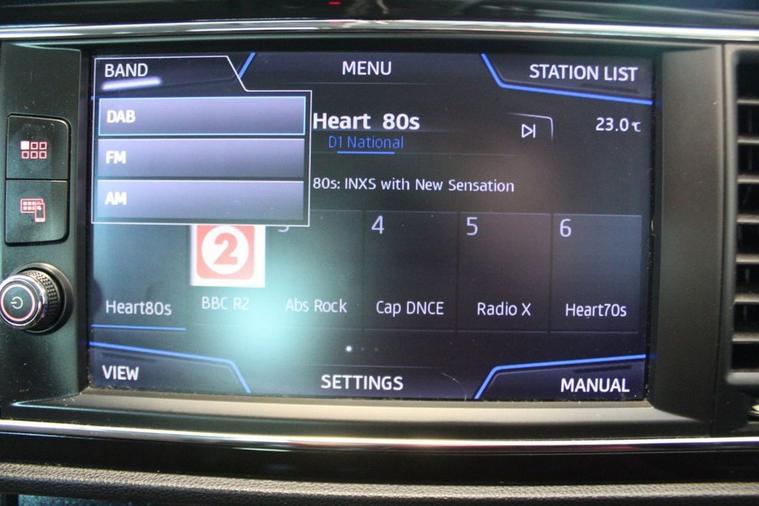 BAND
MENU
STATION LIST
DAB
FM
AM
Heart 80s
D1 National
23.0°C
80s: INXS with New Sensation
2
3
4
5
6
Heart80s
BBC R2
Abs Rock
Cap DNCE
Radio X
Heart70s
VIEW
SETTINGS
MANUAL